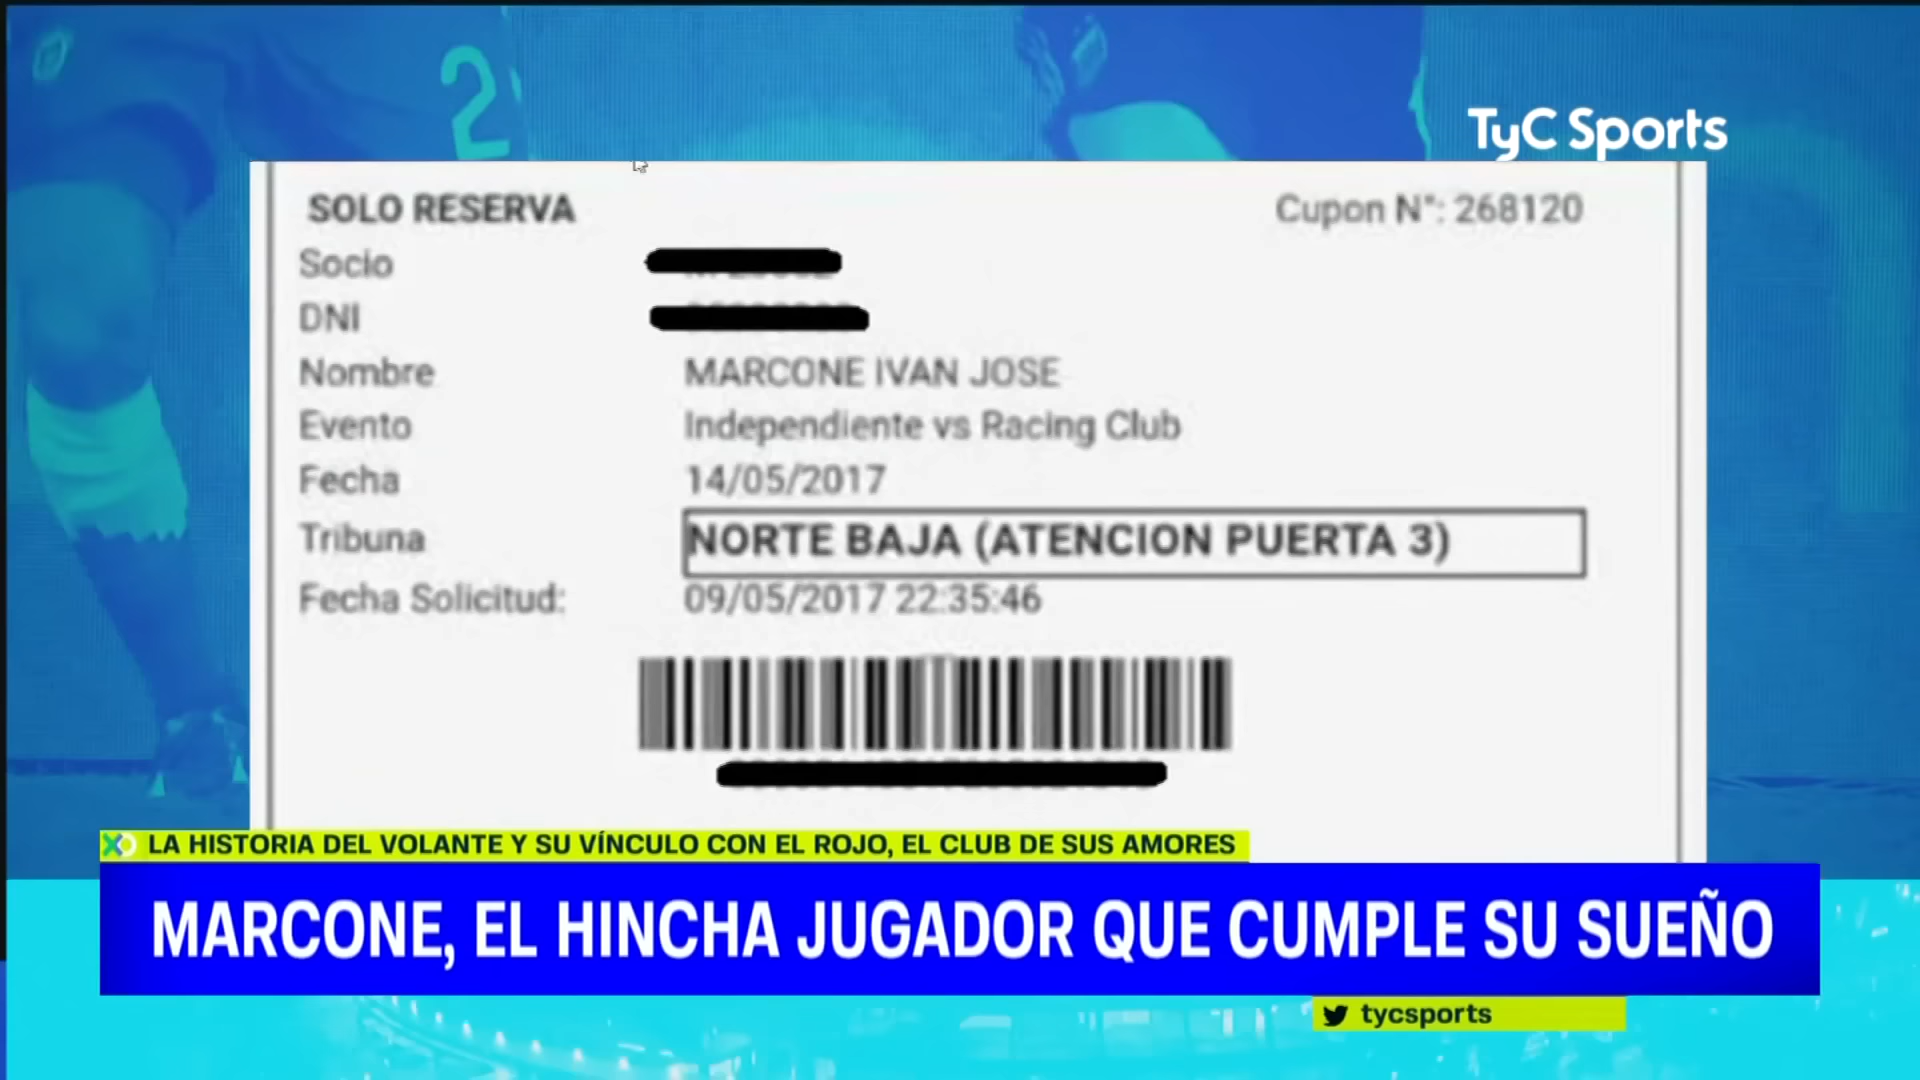 2
TyC Sports
SOLO RESERVA
Cupon N°: 268120
Socio
DNI
Nombre MARCONE IVAN JOSE
Evento Independiente vs Racing Club
Fecha 14/05/2017
Tribuna NORTE BAJA (ATENCION PUERTA 3)
Fecha Solicitud: 09/05/2017 22:35:46
LA HISTORIA DEL VOLANTE Y SU VÍNCULO CON EL ROJO, EL CLUB DE SUS AMORES
MARCONE, EL HINCHA JUGADOR QUE CUMPLE SU SUEÑO
tycsports